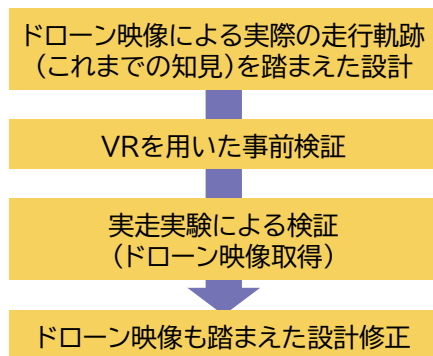 ドローン映像による実際の走行軌跡
（これまでの知見）を踏まえた設計
VRを用いた事前検証
実走実験による検証
（ドローン映像取得）
ドローン映像も踏まえた設計修正